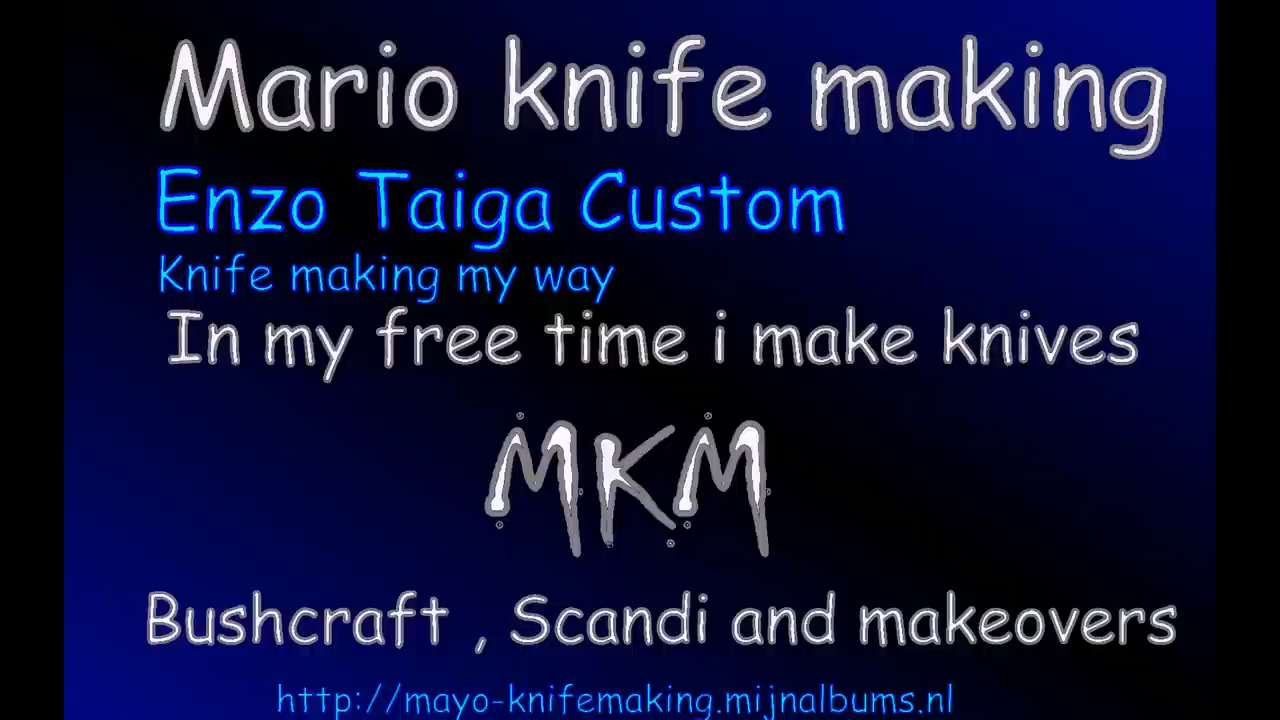 Mario knife making
Enzo Taiga Custom
Knife making my way
In my free time i make knives
MKM
Bushcraft , Scandi and makeovers
http://mayo-knifemaking.mijnalbums.nl